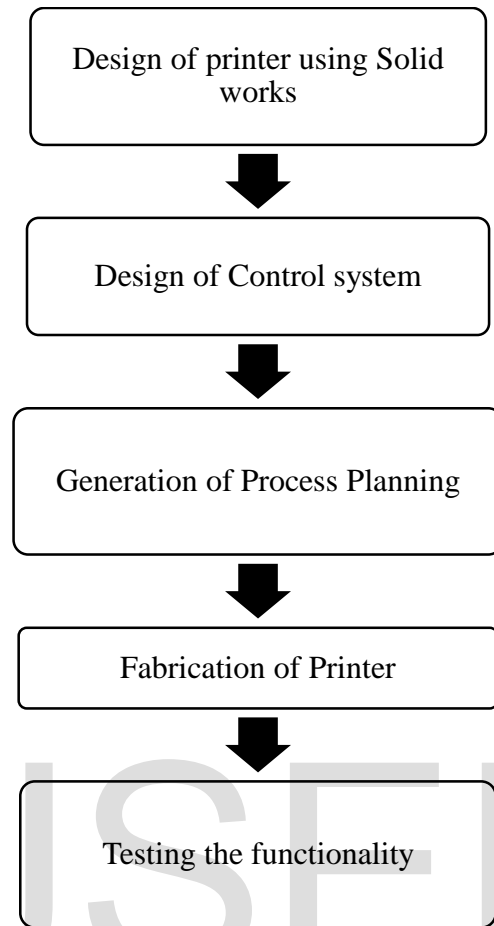 Design of printer using Solid
works
Design of Control system
Generation of Process Planning
Fabrication of Printer
Testing the functionality